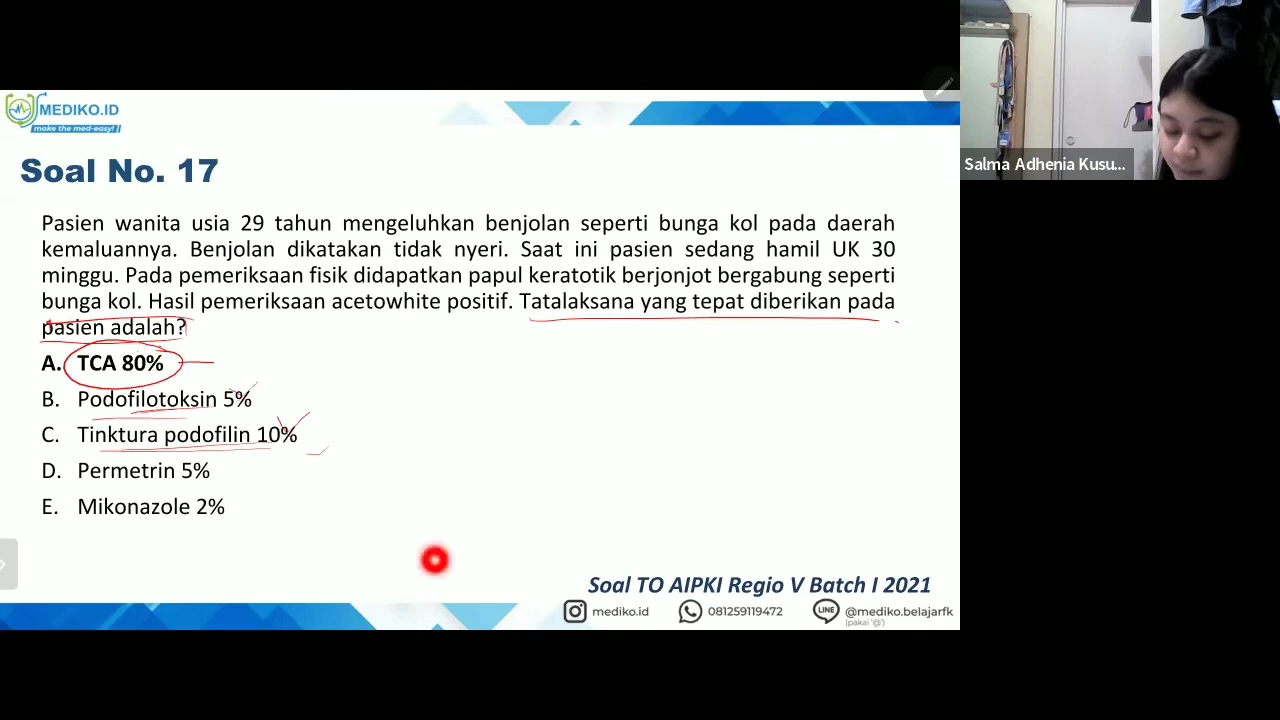 MEDIKO.ID
make the med-easy!
Salma Adhenia Kusu...
Soal No. 17
Pasien wanita usia 29 tahun mengeluhkan benjolan seperti bunga kol pada daerah
kemaluannya. Benjolan dikatakan tidak nyeri. Saat ini pasien sedang hamil UK 30
minggu. Pada pemeriksaan fisik didapatkan papul keratotik berjonjot bergabung seperti
bunga kol. Hasil pemeriksaan acetowhite positif. Tatalaksana yang tepat diberikan pada
pasien adalah?
A. TCA 80%
B. Podofilotoksin 5%
C. Tinktura podofilin 10%
D. Permetrin 5%
E. Mikonazole 2%
Soal TO AIPKI Regio V Batch I 2021
mediko.id 081259119472 LINE @mediko.belajarfk
(pakai '@')